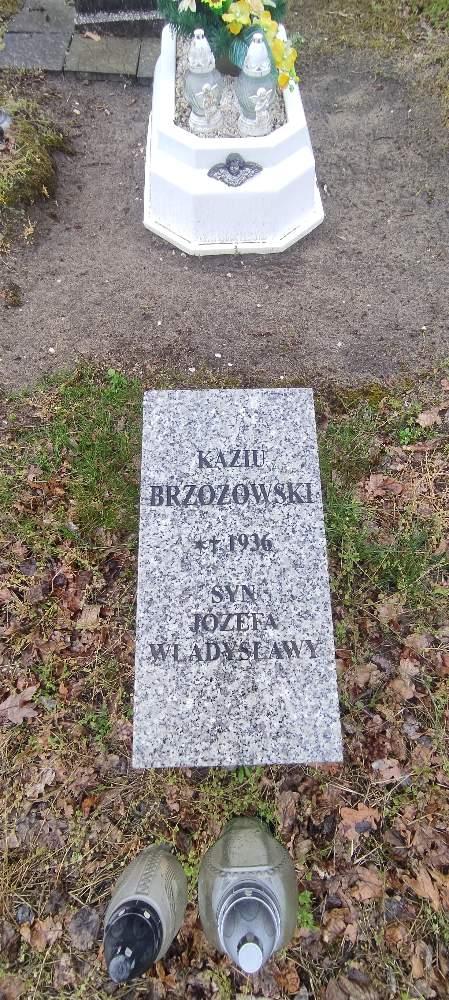 KAZIU
BRZOZOWSKI
*† 1936
SYN
JÓZEFA
WŁADYSŁAWY